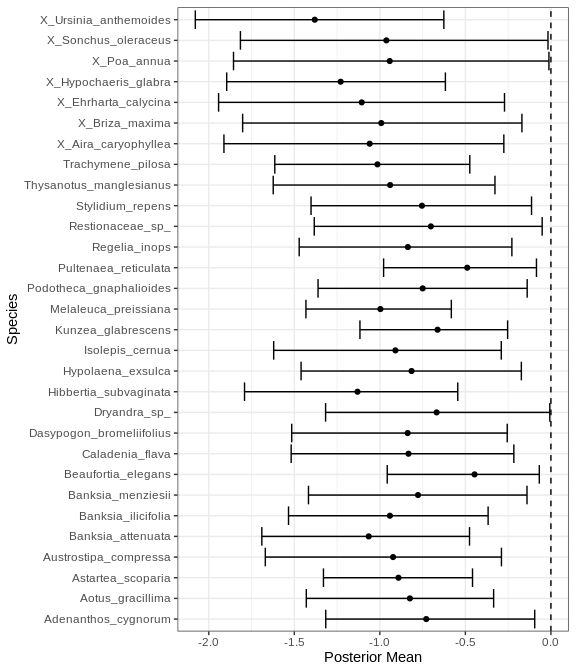 X_Ursinia_anthemoides
X_Sonchus_oleraceus
X_Poa_annua
X_Hypochaeris_glabra
X_Ehrharta_calycina
X_Briza_maxima
X_Aira_caryophyllea
Trachymene_pilosa
Thysanotus_manglesianus
Stylidium_repens
Restionaceae_sp_
Regelia_inops
Pultenaea_reticulata
Podotheca_gnaphalioides
Melaleuca_preissiana
Kunzea_glabrescens
Isolepis_cernua
Hypolaena_exsulca
Hibbertia_subvaginata
Dryandra_sp_
Dasypogon_bromeliifolius
Caladenia_flava
Beaufortia_elegans
Banksia_menziesii
Banksia_ilicifolia
Banksia_attenuata
Austrostipa_compressa
Astartea_scoparia
Aotus_gracillima
Adenanthos_cygnorum
Species
-2.0 -1.5 -1.0 -0.5 0.0
Posterior Mean